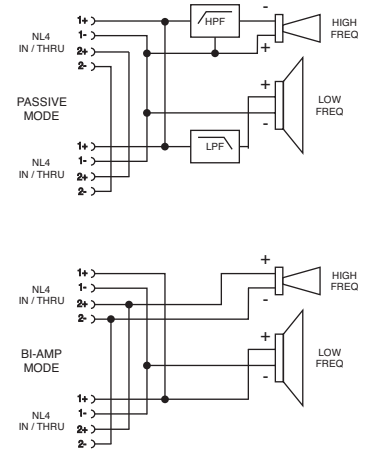 1+
1-
2+
2-
NL4
IN / THRU
HPF
-
+
HIGH
FREQ
PASSIVE
MODE
+
-
LOW
FREQ
1+
1-
2+
2-
NL4
IN / THRU
LPF
1+
1-
2+
2-
NL4
IN / THRU
+
-
HIGH
FREQ
BI-AMP
MODE
+
-
LOW
FREQ
1+
1-
2+
2-
NL4
IN / THRU